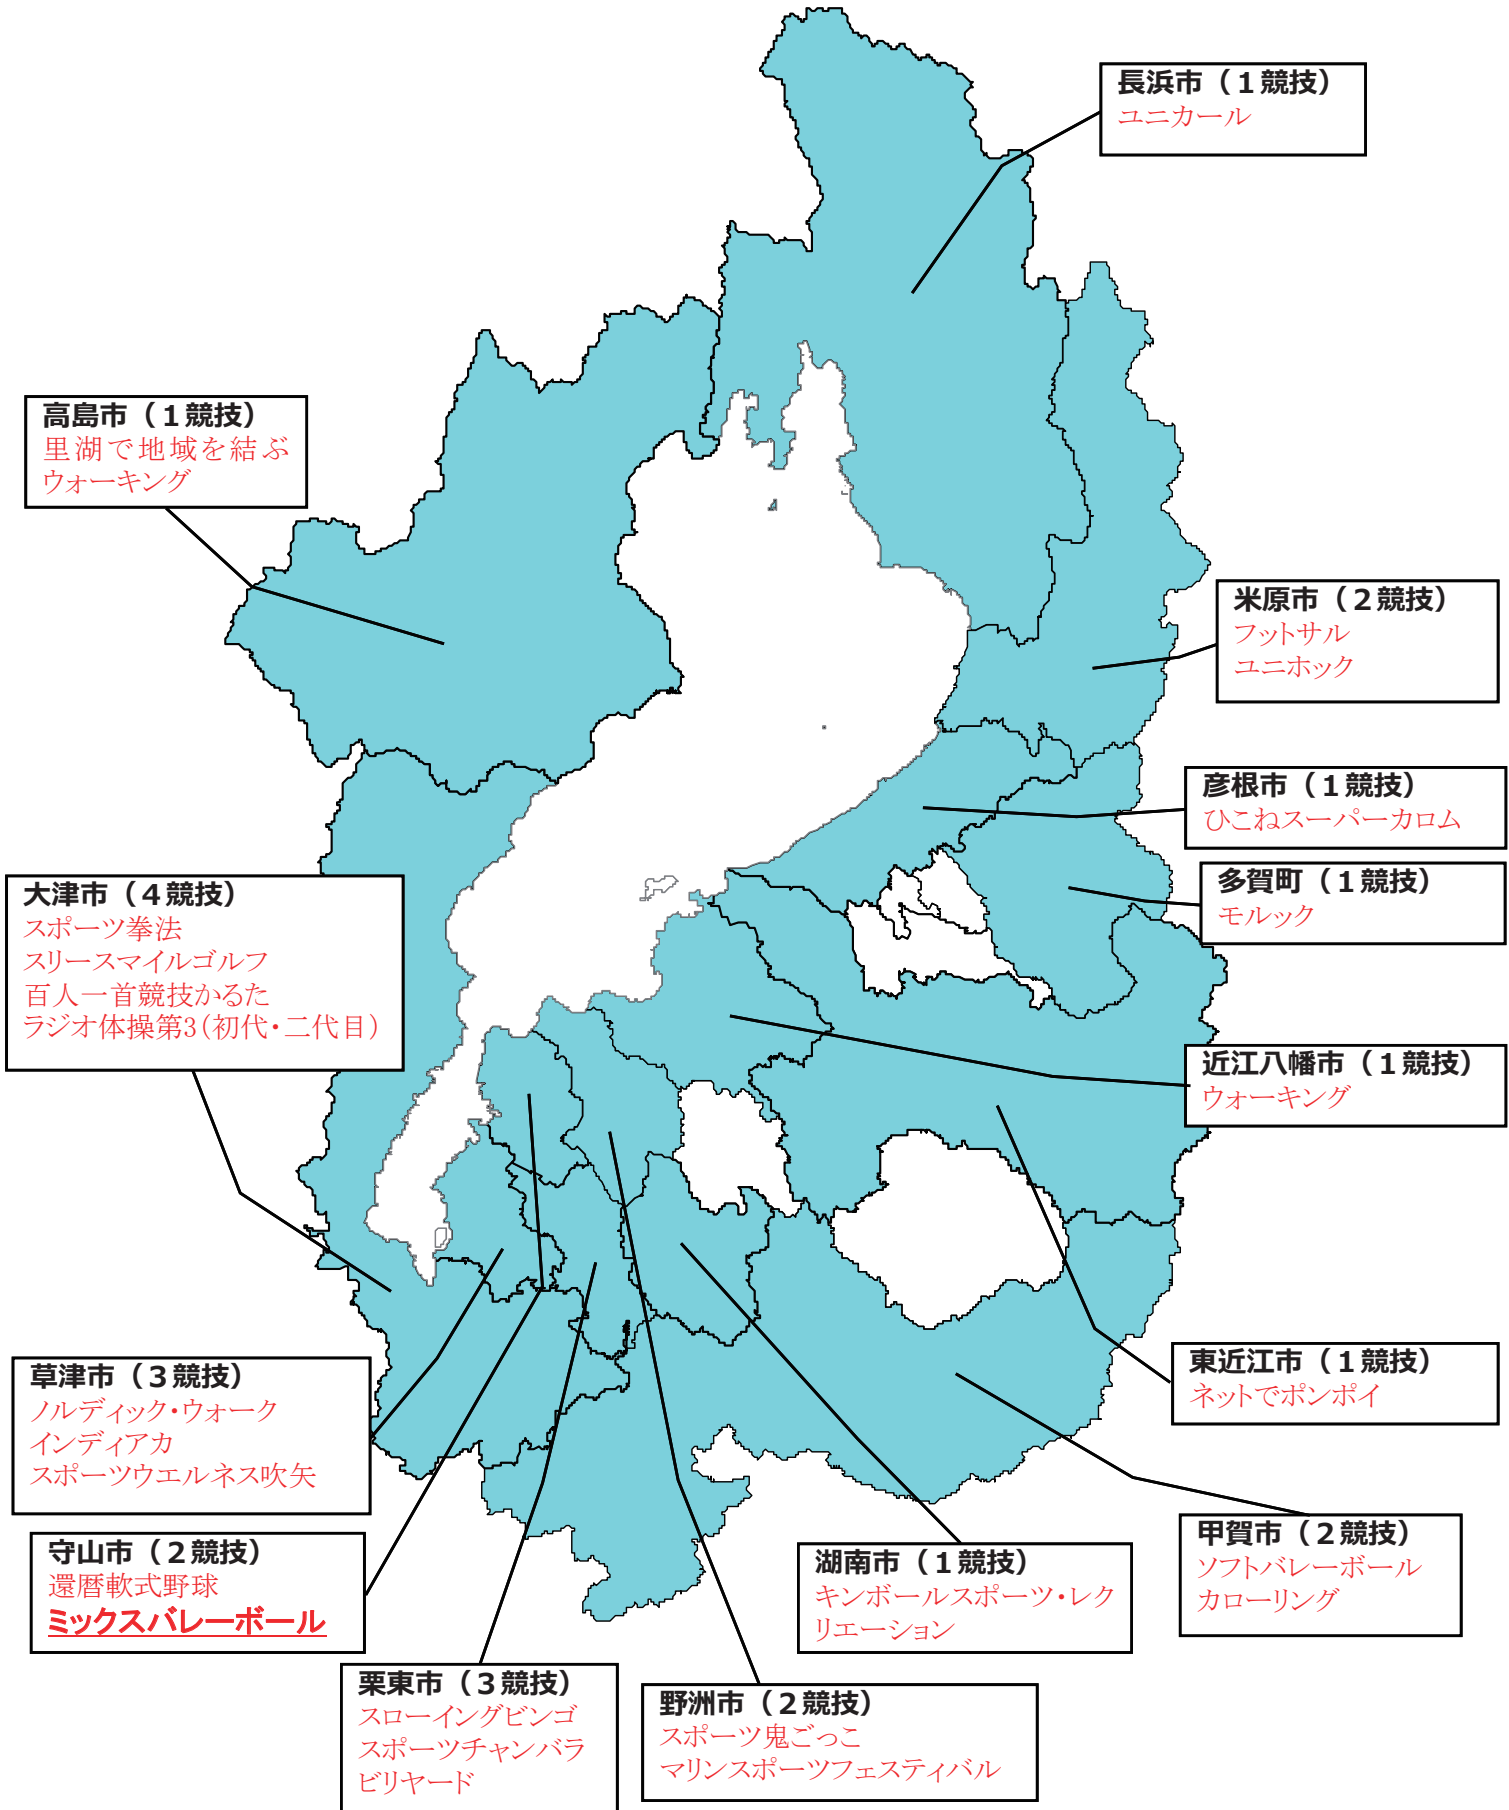 長浜市（１競技）
ユニカール
高島市（１競技）
里湖で地域を結ぶ
ウォーキング
米原市（２競技）
フットサル
ユニホック
彦根市（１競技）
ひこねスーパーカロム
多賀町（１競技）
モルック
大津市（４競技）
スポーツ拳法
スリースマイルゴルフ
百人一首競技かるた
ラジオ体操第3（初代・二代目）
近江八幡市（１競技）
ウォーキング
東近江市（１競技）
ネットでポンポイ
草津市（３競技）
ノルディック・ウォーク
インディアカ
スポーツウエルネス吹矢
甲賀市（２競技）
ソフトバレーボール
カローリング
守山市（２競技）
還暦軟式野球
ミックスバレーボール
湖南市（１競技）
キンボールスポーツ・レク
リエーション
栗東市（３競技）
スローイングビンゴ
スポーツチャンバラ
ビリヤード
野洲市（２競技）
スポーツ鬼ごっこ
マリンスポーツフェスティバル